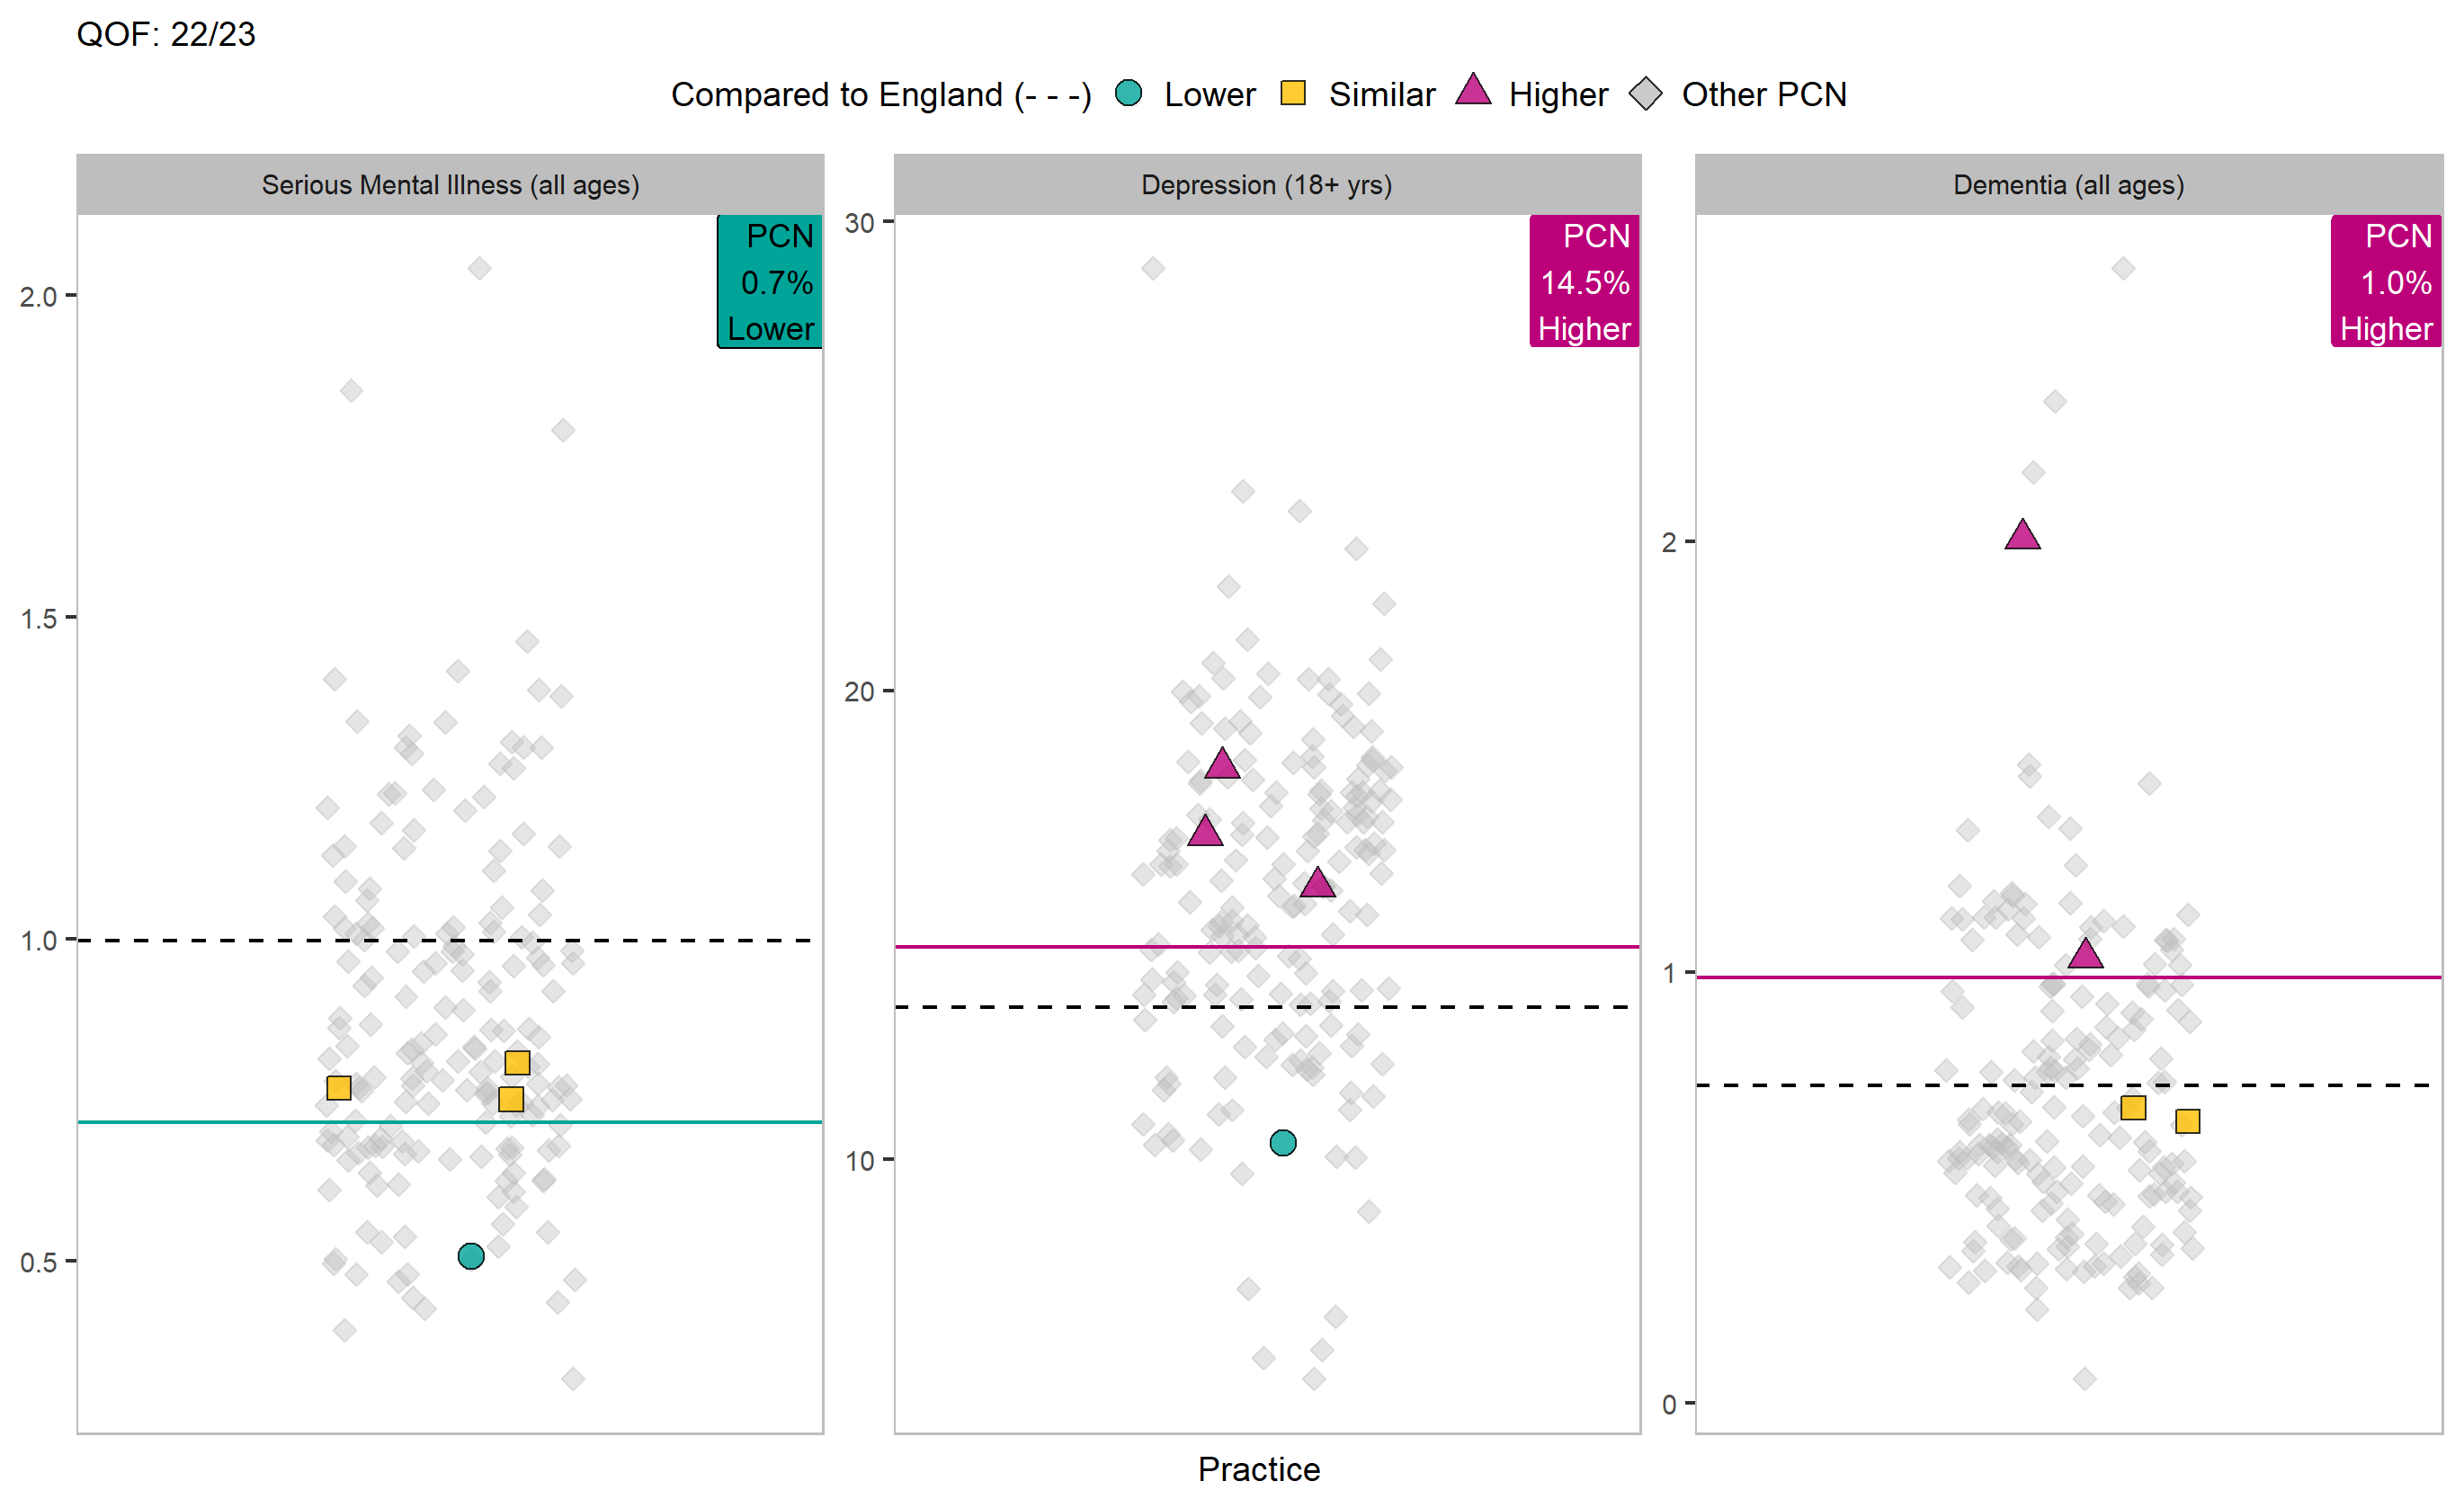 QOF: 22/23
Compared to England (- - -) Lower Similar Higher Other PCN
Serious Mental Illness (all ages)
PCN
0.7%
Lower
2.0
1.5
1.0
0.5
Depression (18+ yrs)
PCN
14.5%
Higher
30
20
10
Dementia (all ages)
PCN
1.0%
Higher
2
1
0
Practice